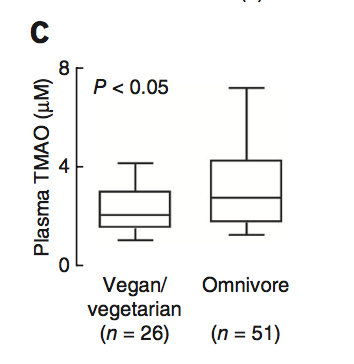 C
Plasma TMAO (μM)
8
4
0
P < 0.05
Vegan/
vegetarian
(n = 26)
Omnivore
(n = 51)